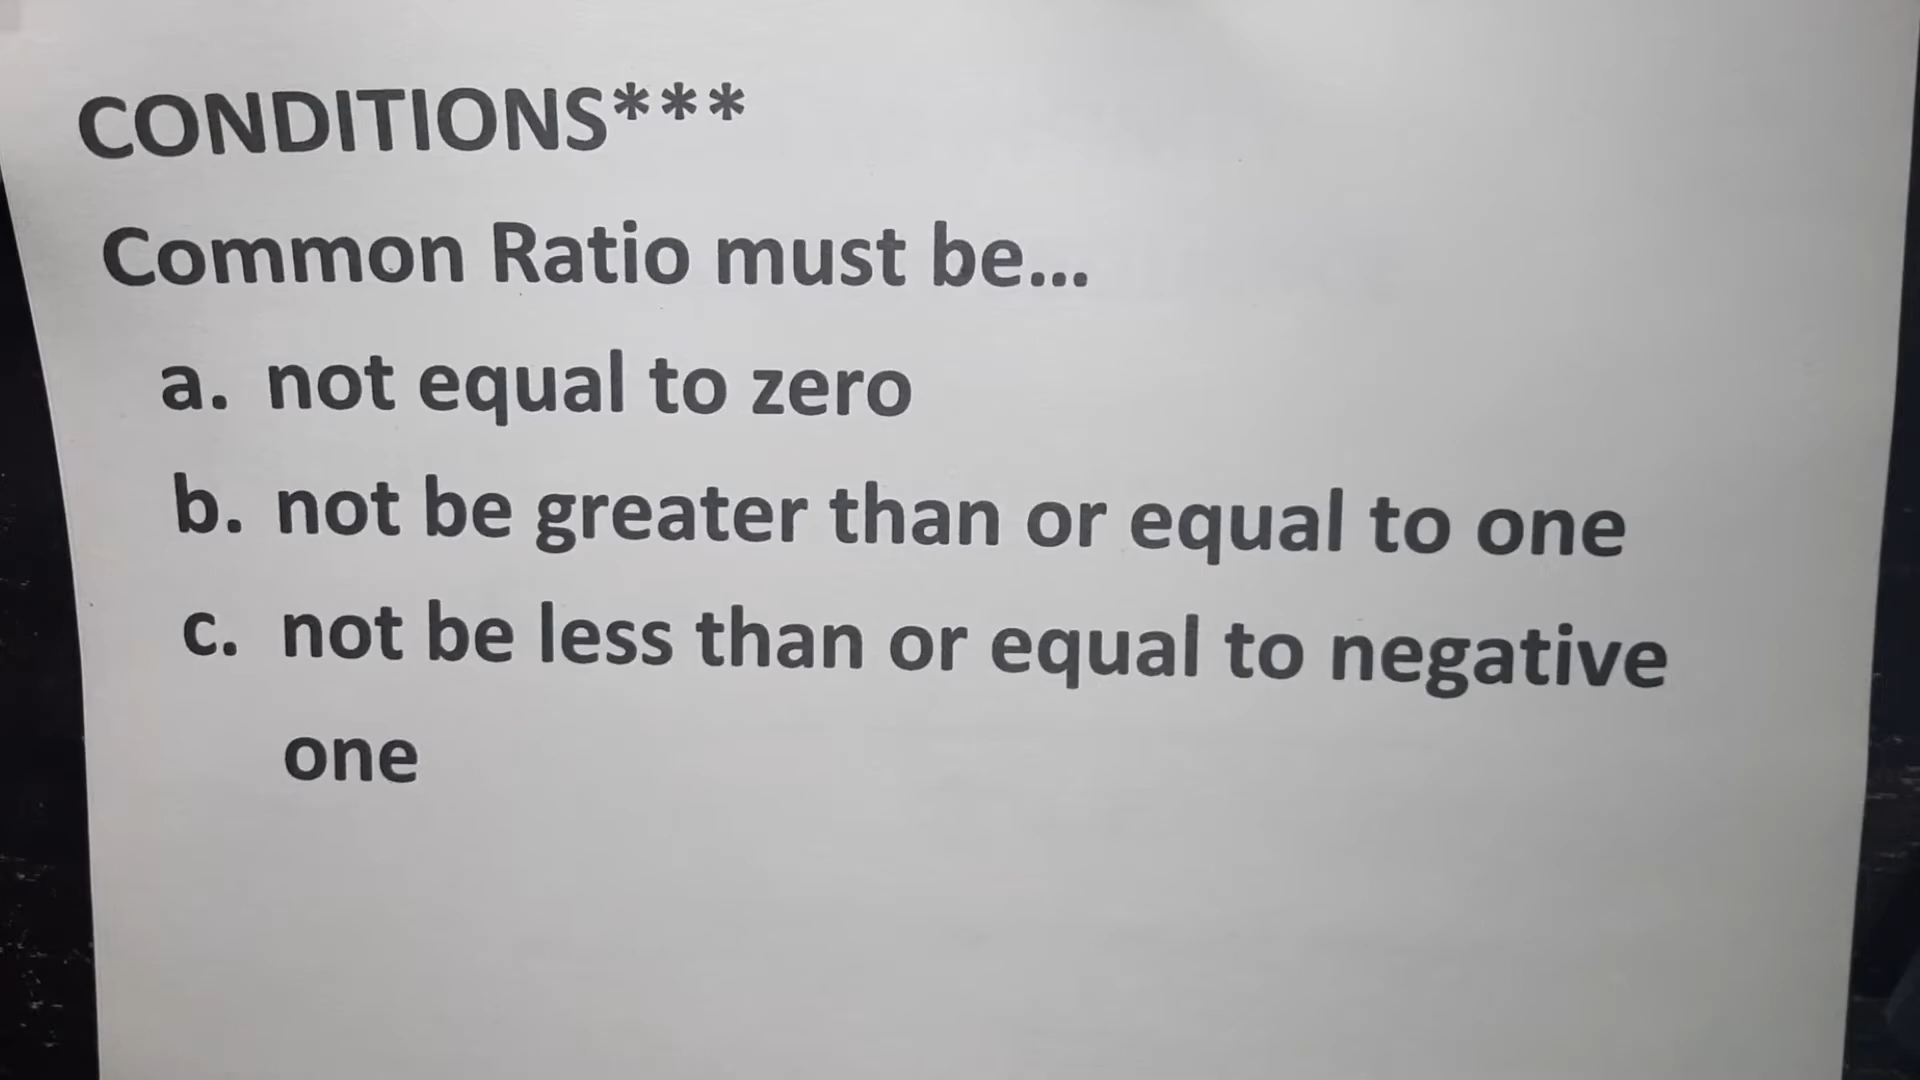 CONDITIONS***
Common Ratio must be...
a. not equal to zero
b. not be greater than or equal to one
c. not be less than or equal to negative
one